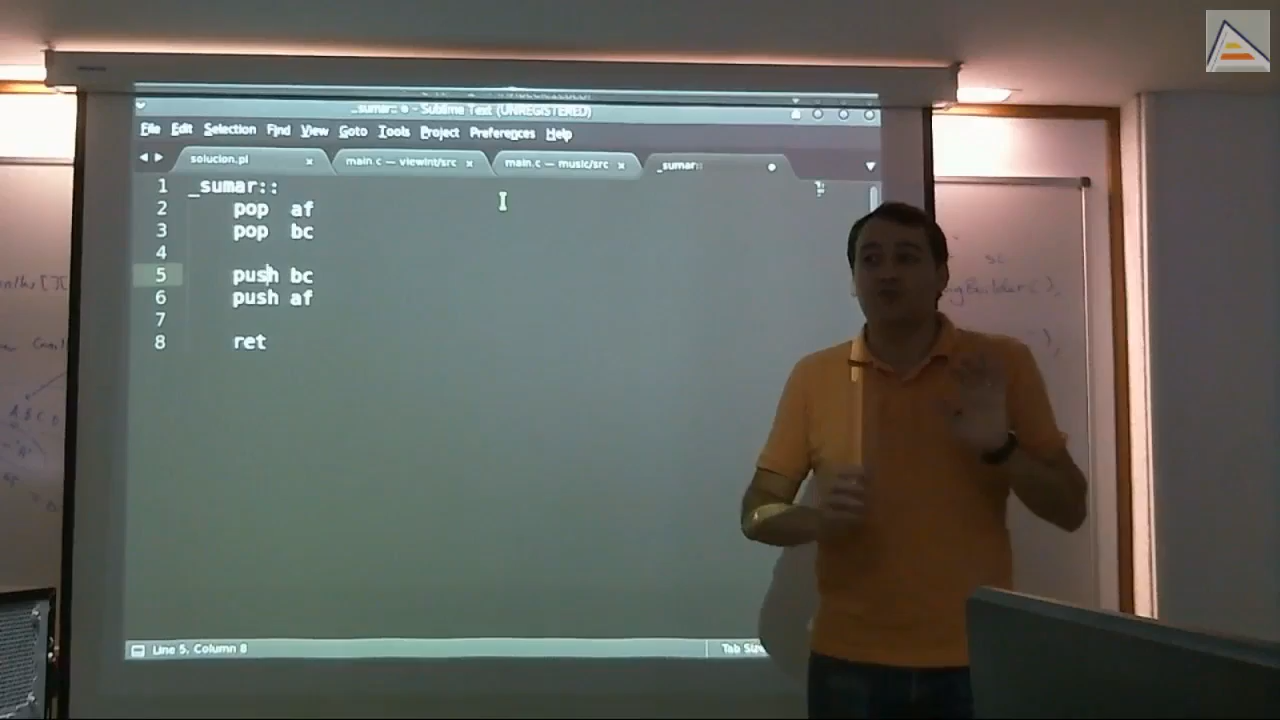 _sumar:: - Sublime Text (UNREGISTERED)
File Edit Selection Find View Goto Tools Project Preferences Help
solucion.pl x main.c — viewint/src x main.c — music/src x _sumar::
1 _sumar::
2 pop af
3 pop bc
4
5 push bc
6 push af
7
8 ret
Line 5, Column 8
Tab